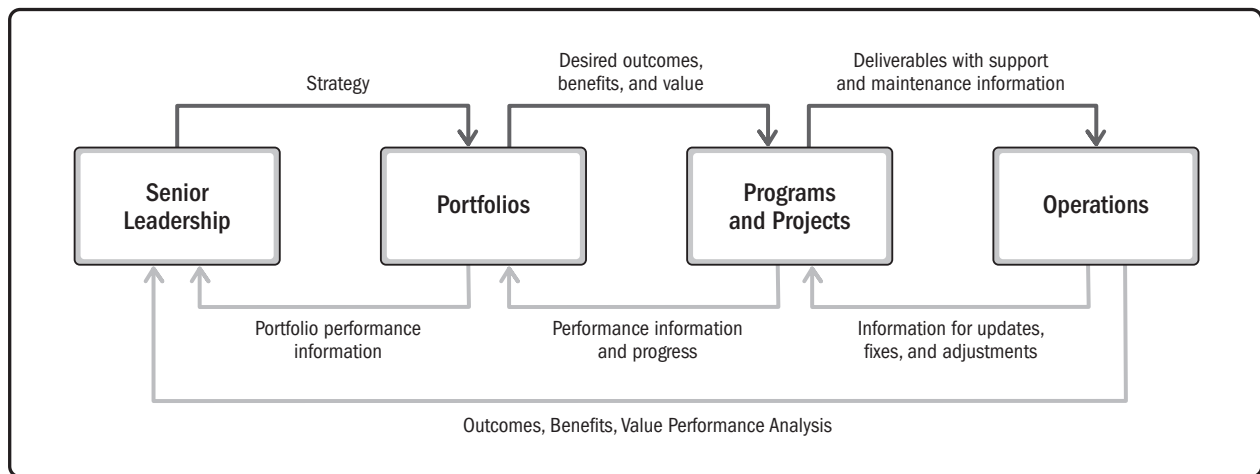 Strategy
Desired outcomes,
benefits, and value
Deliverables with support
and maintenance information
Senior
Leadership
Portfolios
Programs
and Projects
Operations
Portfolio performance
information
Performance information
and progress
Information for updates,
fixes, and adjustments
Outcomes, Benefits, Value Performance Analysis